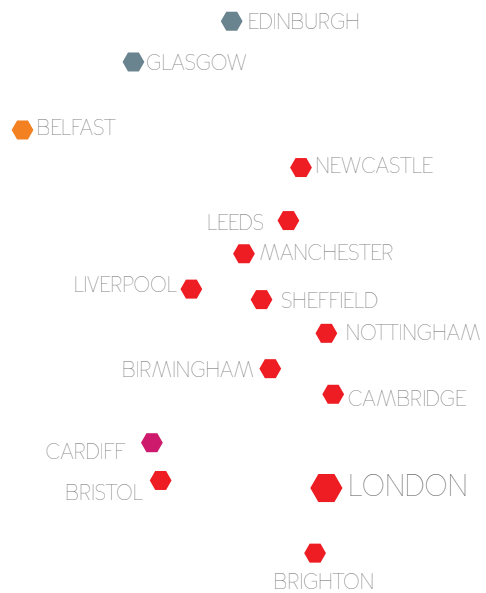 EDINBURGH
GLASGOW
BELFAST
NEWCASTLE
LEEDS
MANCHESTER
LIVERPOOL
SHEFFIELD
NOTTINGHAM
BIRMINGHAM
CAMBRIDGE
CARDIFF
LONDON
BRISTOL
BRIGHTON